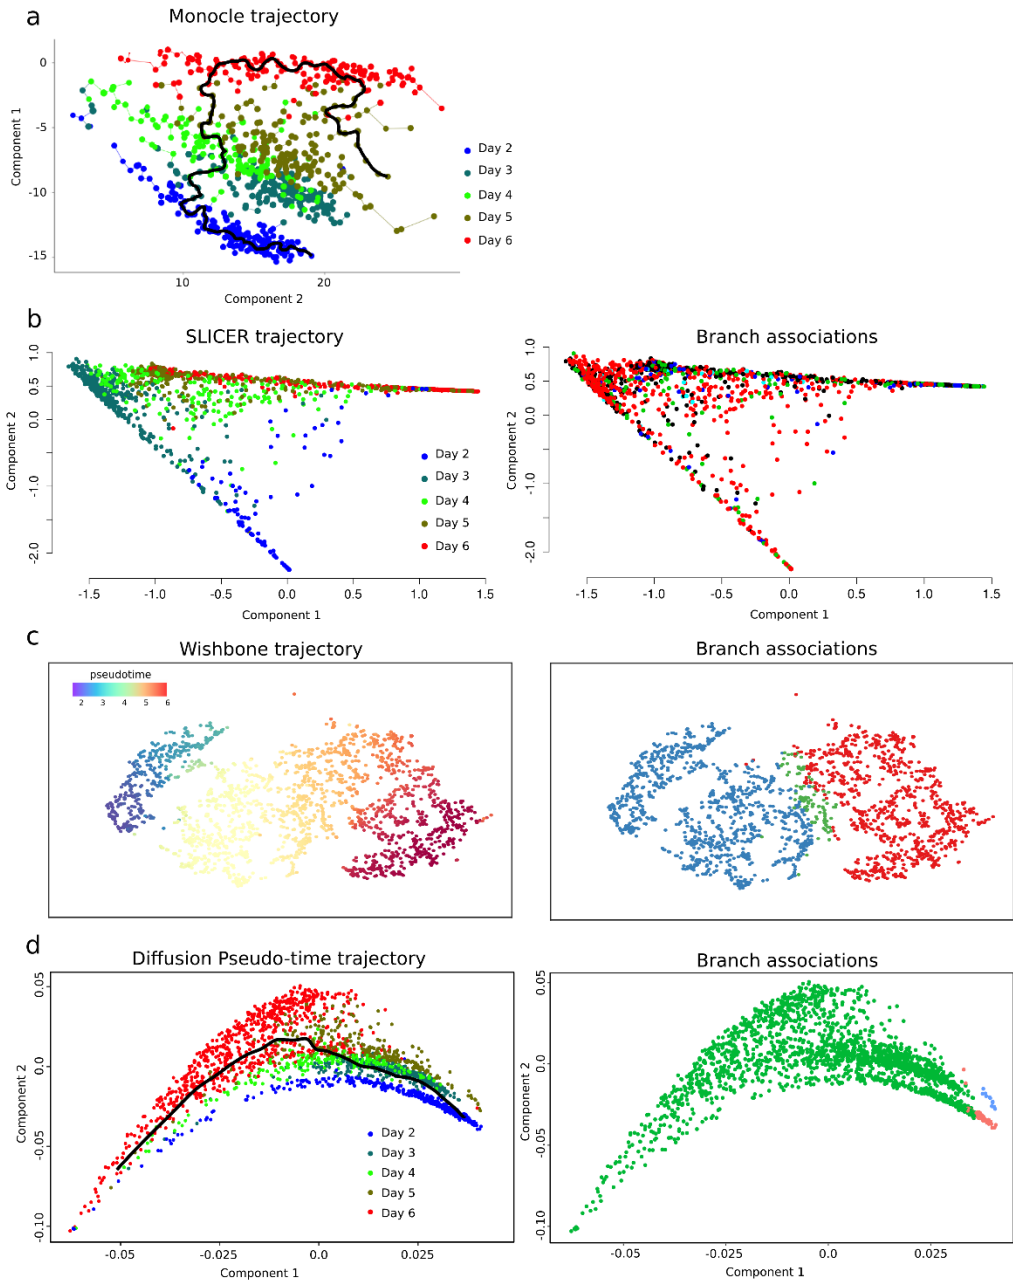 a
Monocle trajectory
Component 1
0
-5
-10
-15
10
20
Component 2
Day 2
Day 3
Day 4
Day 5
Day 6
b
SLICER trajectory
Component 2
1.0
0.5
0.0
-1.0
-2.0
-1.5
-1.0
-0.5
0.0
0.5
1.0
1.5
Component 1
Day 2
Day 3
Day 4
Day 5
Day 6
Branch associations
Component 2
1.0
0.5
0.0
-1.0
-2.0
-1.5
-1.0
-0.5
0.0
0.5
1.0
1.5
Component 1
c
Wishbone trajectory
pseudotime
2 3 4 5 6
Branch associations
d
Diffusion Pseudo-time trajectory
Component 2
0.05
0.0
-0.05
-0.10
-0.05
0.0
0.025
Component 1
Day 2
Day 3
Day 4
Day 5
Day 6
Branch associations
Component 2
0.05
0.0
-0.05
-0.10
-0.05
0.0
0.025
Component 1